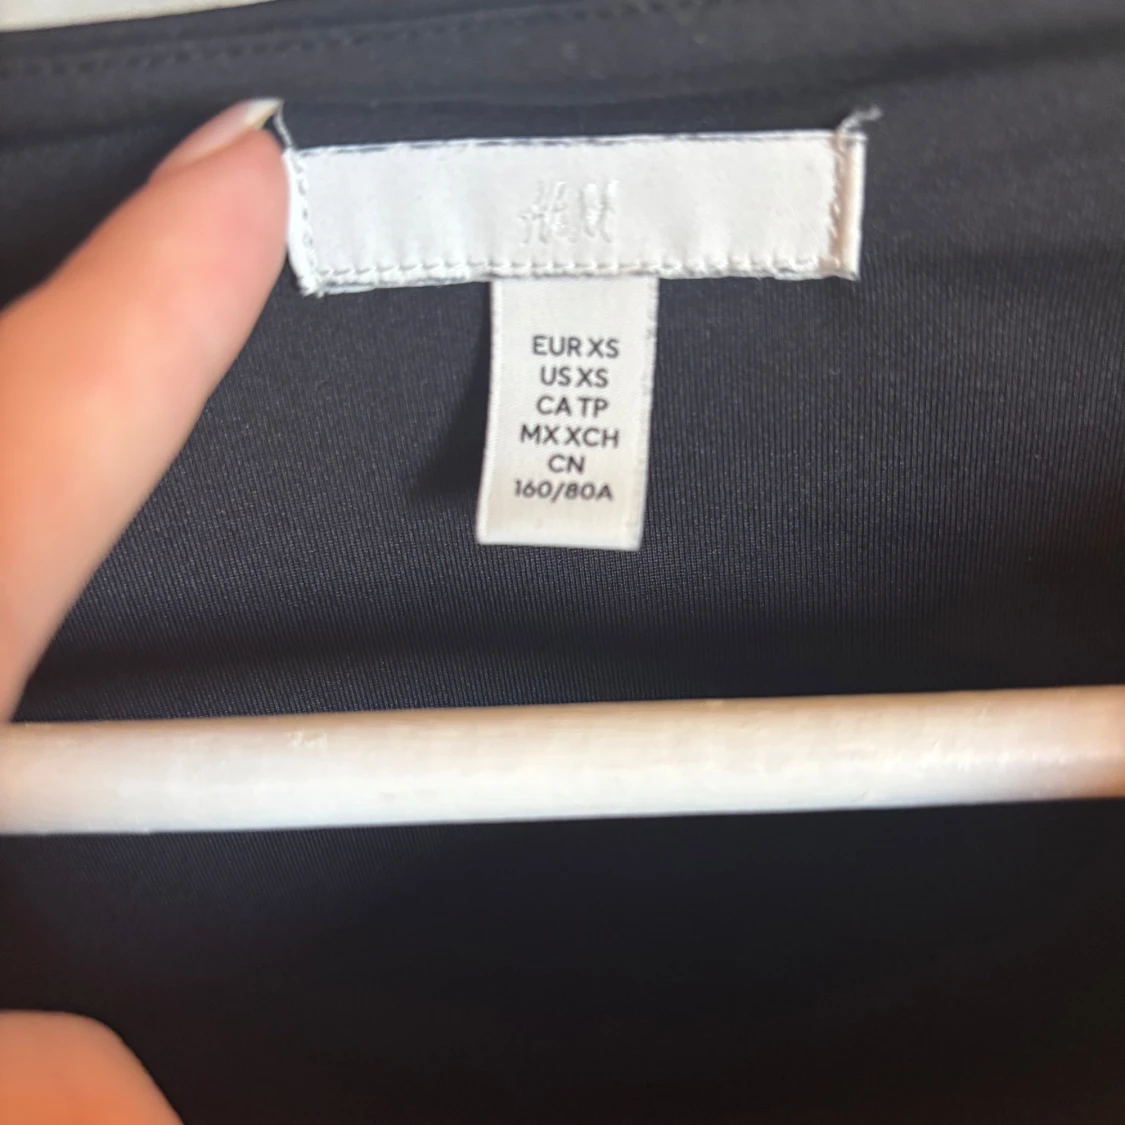 H&M
EUR XS
US XS
CA TP
MX XCH
CN
160/80A